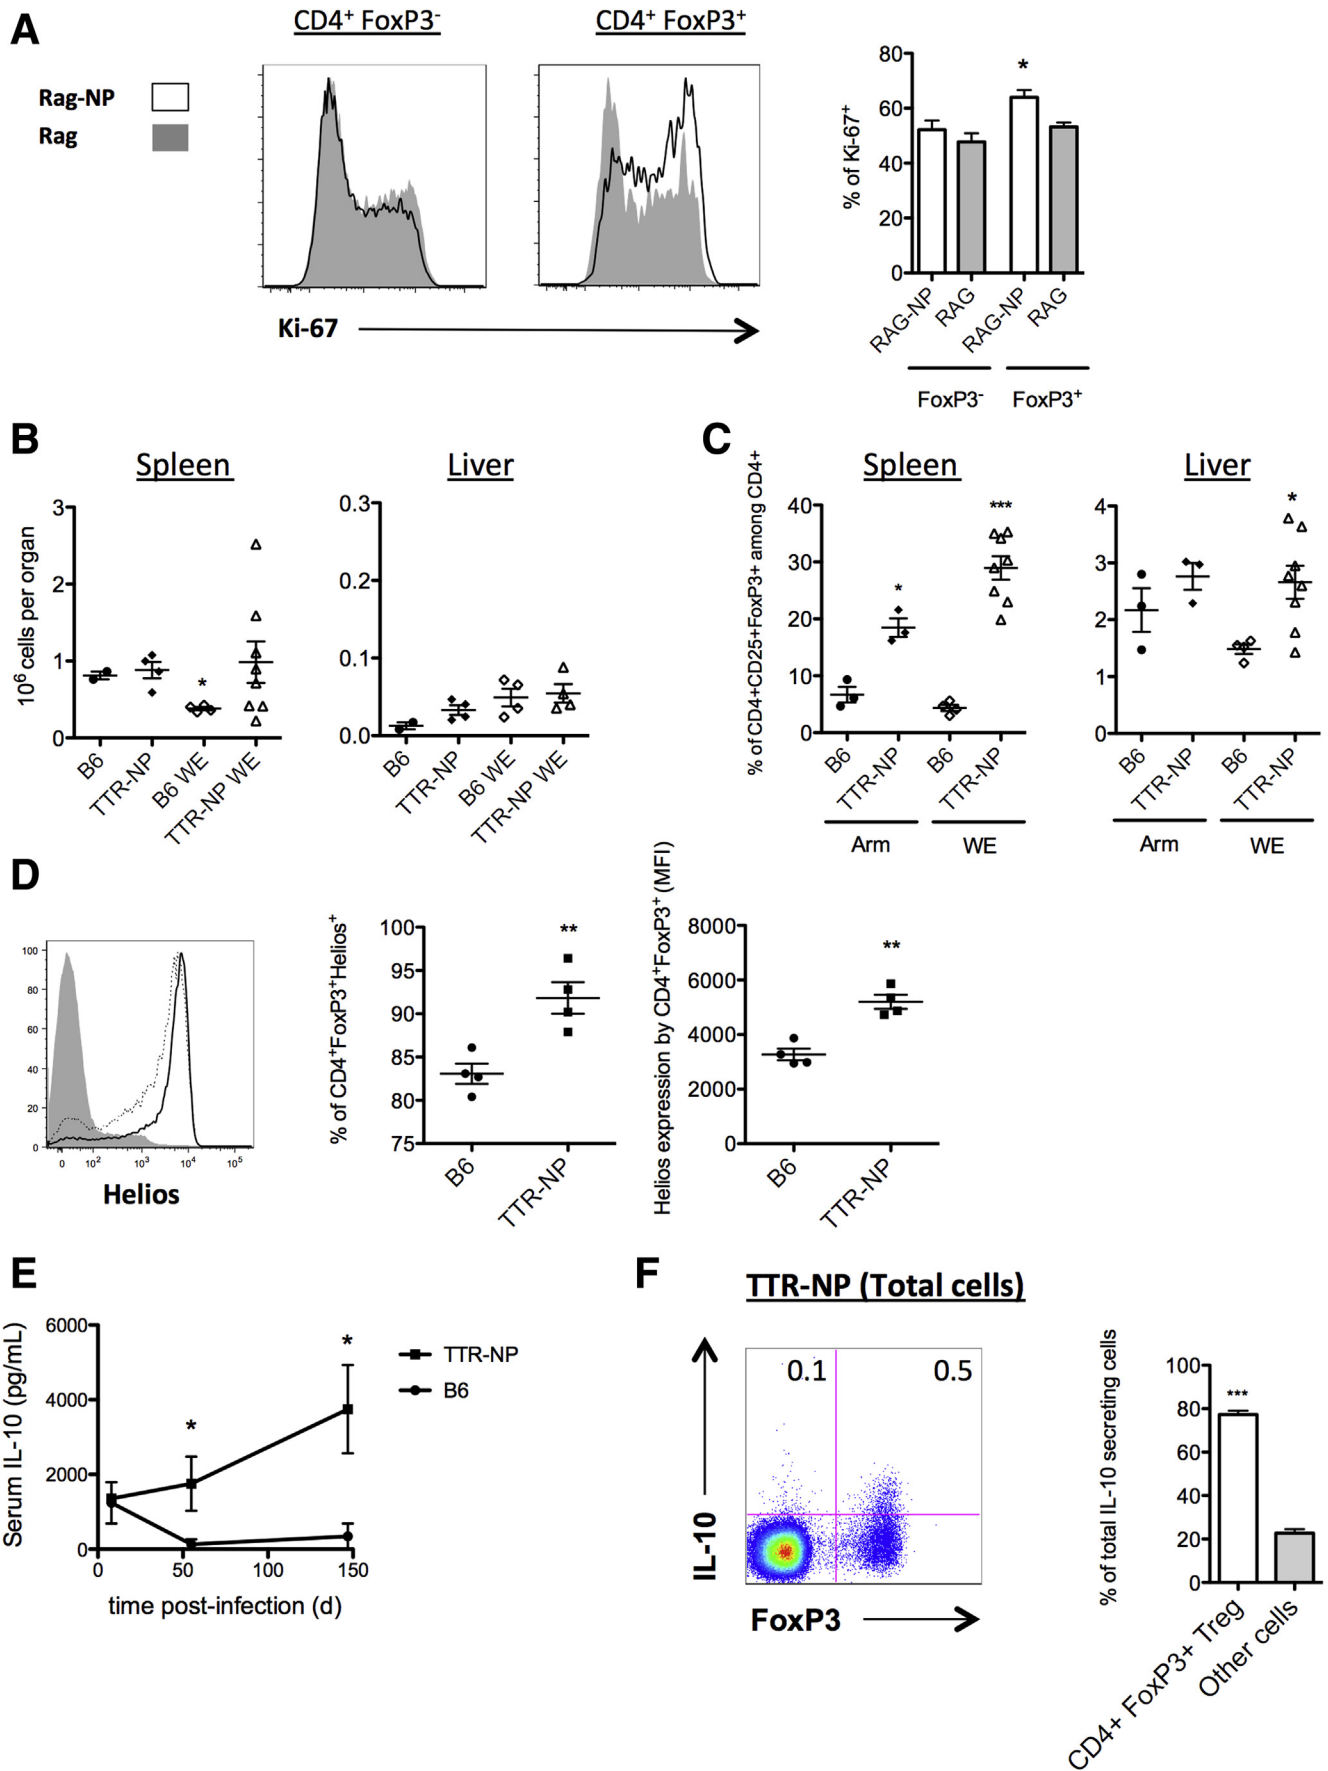 A
CD4+ FoxP3-
CD4+ FoxP3+
Rag-NP
Rag
Ki-67
% of Ki-67+
80
60
40
20
0
*
RAG-NP
RAG
RAG-NP
RAG
FoxP3-
FoxP3+
B
Spleen
Liver
10^6 cells per organ
3
2
1
0
*
B6
TTR-NP
B6 WE
TTR-NP WE
0.3
0.2
0.1
0.0
B6
TTR-NP
B6 WE
TTR-NP WE
C
Spleen
Liver
% of CD4+CD25+FoxP3+ among CD4+
40
30
20
10
0
*
***
B6
TTR-NP
B6
TTR-NP
Arm
WE
4
3
2
1
0
*
B6
TTR-NP
B6
TTR-NP
Arm
WE
D
100
80
60
40
20
0
0
10^2
10^3
10^4
10^5
Helios
% of CD4+FoxP3+Helios+
100
95
90
85
80
75
**
B6
TTR-NP
Helios expression by CD4+FoxP3+ (MFI)
8000
6000
4000
2000
0
**
B6
TTR-NP
E
Serum IL-10 (pg/mL)
6000
4000
2000
0
*
*
0
50
100
150
time post-infection (d)
TTR-NP
B6
F
TTR-NP (Total cells)
0.1
0.5
IL-10
FoxP3
% of total IL-10 secreting cells
100
80
60
40
20
0
***
CD4+ FoxP3+ Treg
Other cells